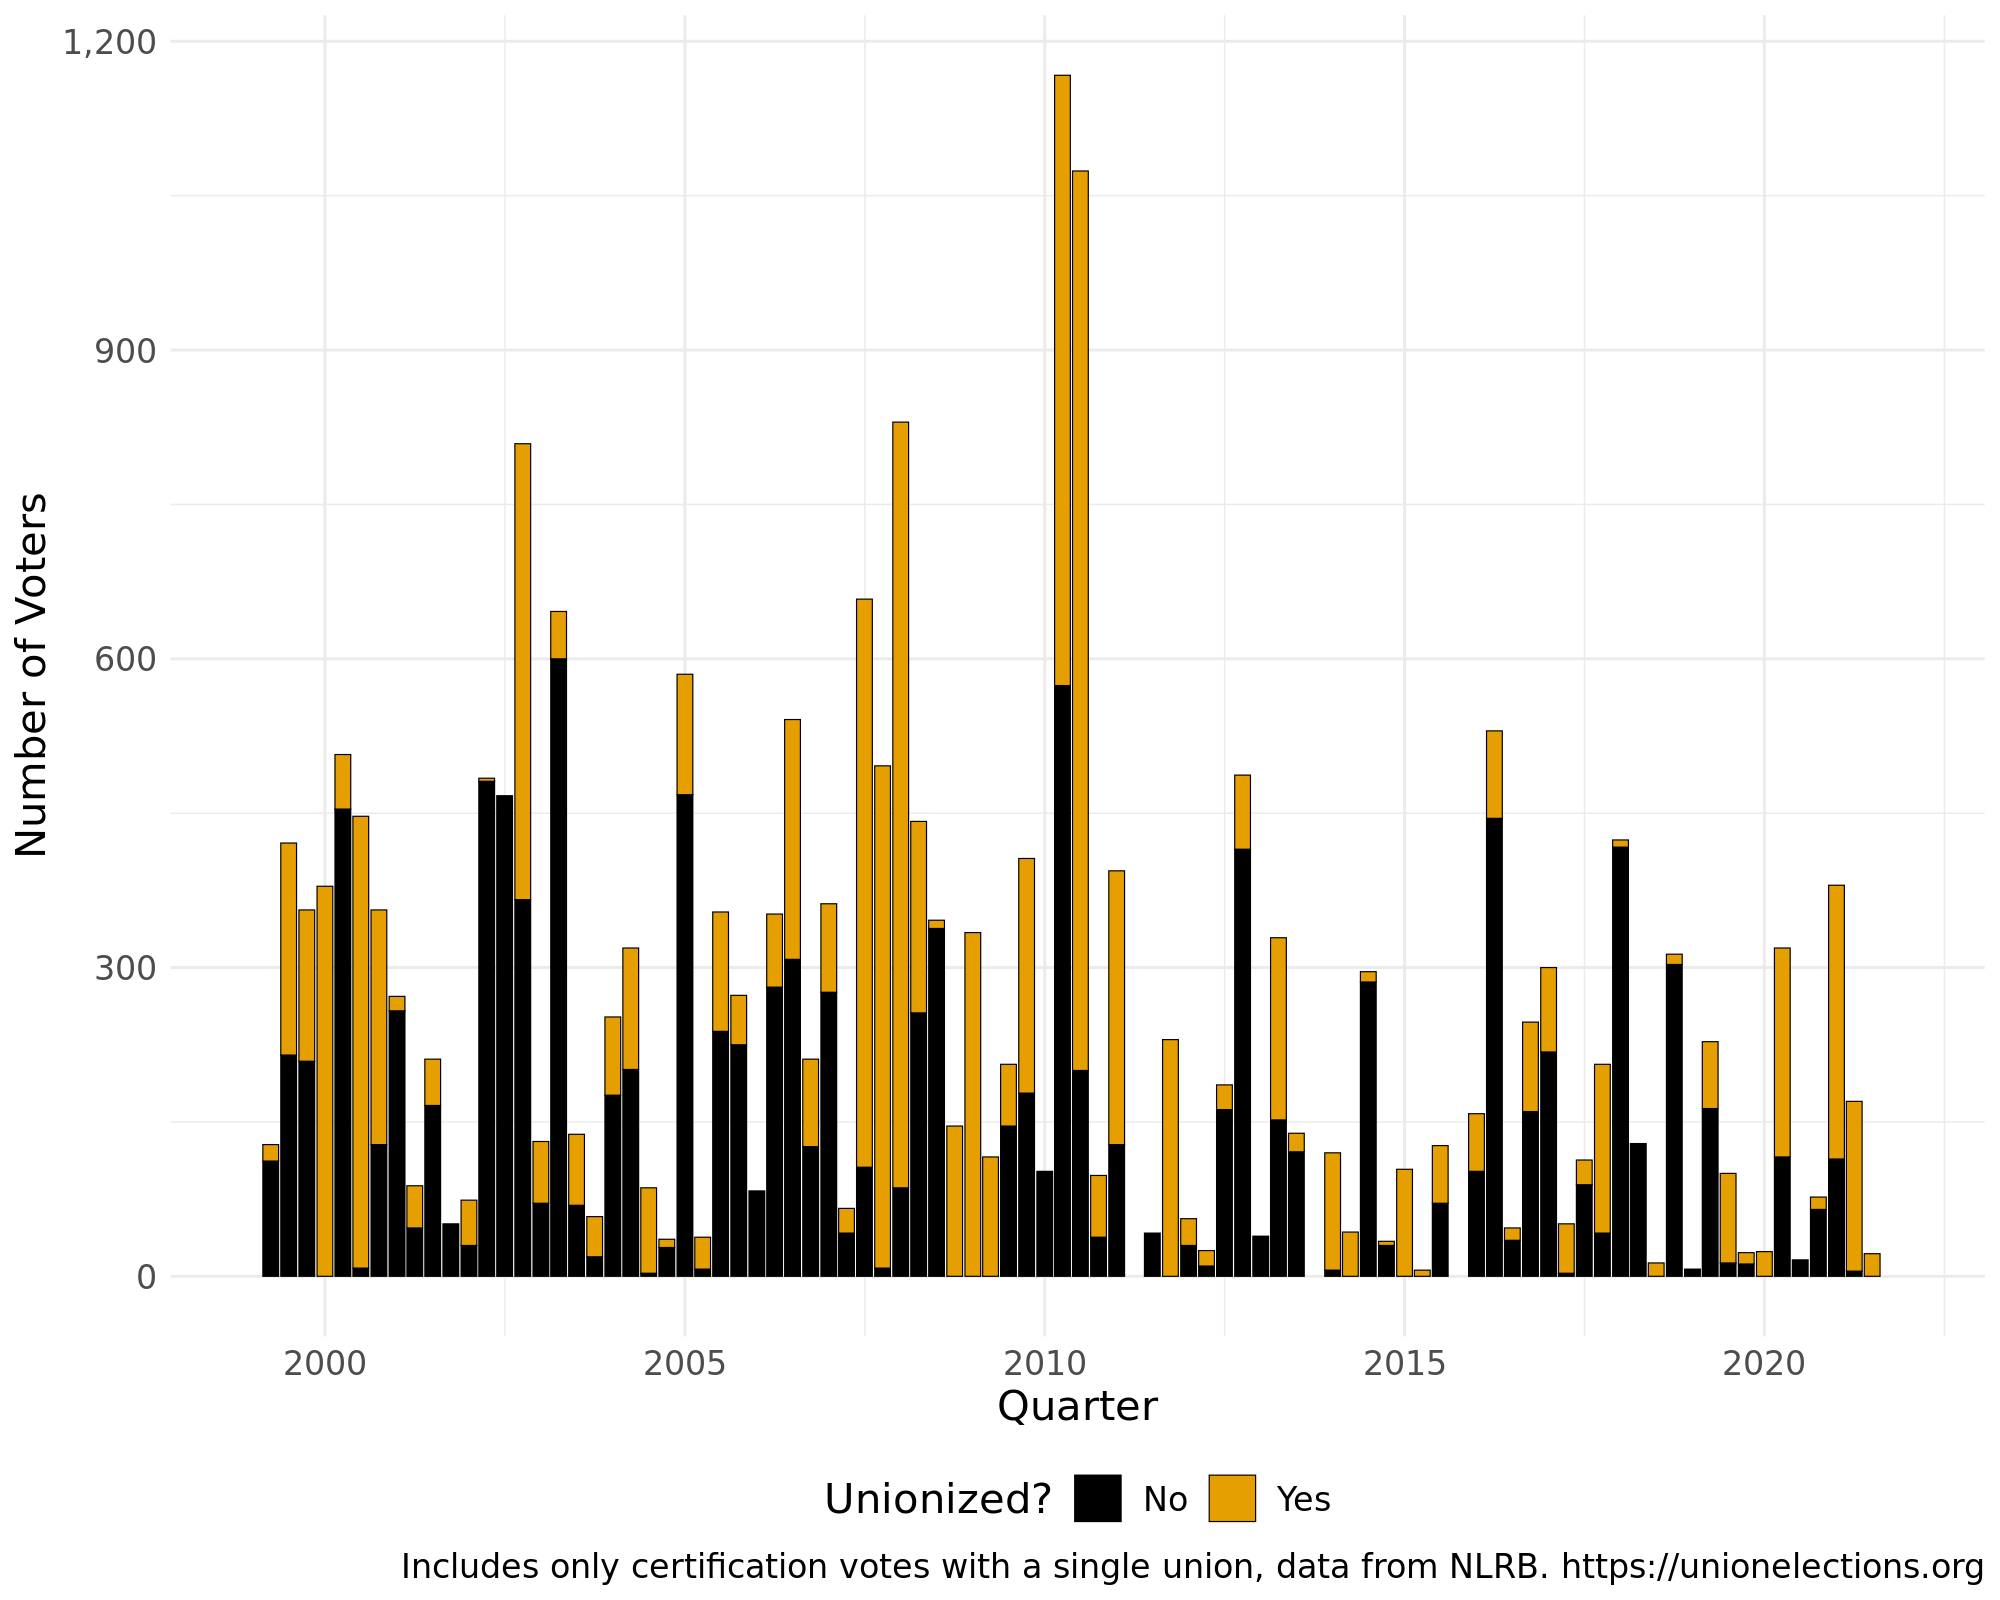 1,200
900
600
300
0
Number of Voters
2000 2005 2010 2015 2020
Quarter
Unionized? No Yes
Includes only certification votes with a single union, data from NLRB. https://unionelections.org